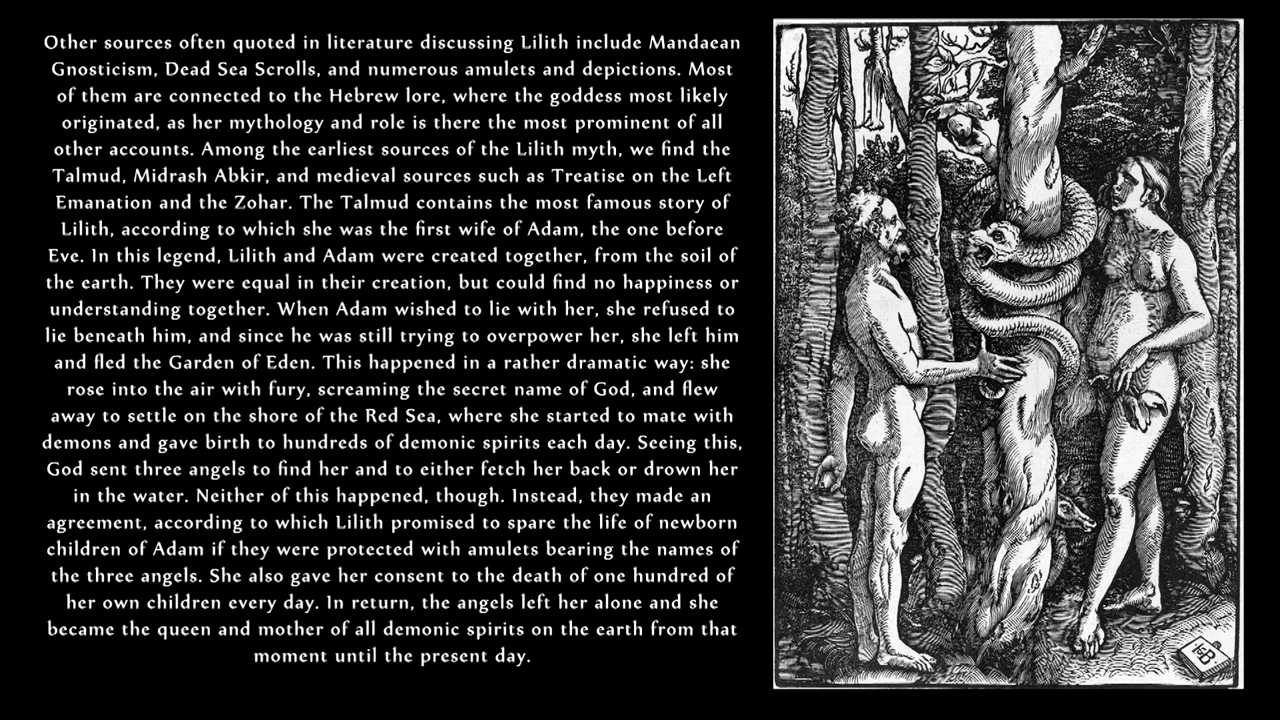 Other sources often quoted in literature discussing Lilith include Mandaean
Gnosticism, Dead Sea Scrolls, and numerous amulets and depictions. Most
of them are connected to the Hebrew lore, where the goddess most likely
originated, as her mythology and role is there the most prominent of all
other accounts. Among the earliest sources of the Lilith myth, we find the
Talmud, Midrash Abkir, and medieval sources such as Treatise on the Left
Emanation and the Zohar. The Talmud contains the most famous story of
Lilith, according to which she was the first wife of Adam, the one before
Eve. In this legend, Lilith and Adam were created together, from the soil of
the earth. They were equal in their creation, but could find no happiness or
understanding together. When Adam wished to lie with her, she refused to
lie beneath him, and since he was still trying to overpower her, she left him
and fled the Garden of Eden. This happened in a rather dramatic way: she
rose into the air with fury, screaming the secret name of God, and flew
away to settle on the shore of the Red Sea, where she started to mate with
demons and gave birth to hundreds of demonic spirits each day. Seeing this,
God sent three angels to find her and to either fetch her back or drown her
in the water. Neither of this happened, though. Instead, they made an
agreement, according to which Lilith promised to spare the life of newborn
children of Adam if they were protected with amulets bearing the names of
the three angels. She also gave her consent to the death of one hundred of
her own children every day. In return, the angels left her alone and she
became the queen and mother of all demonic spirits on the earth from that
moment until the present day.
HBG